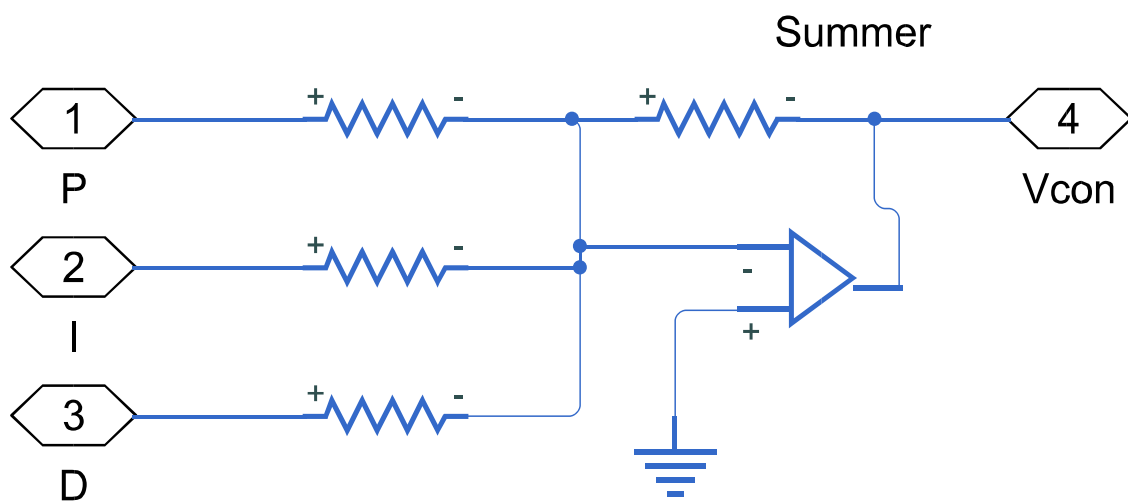 Summer
+ - + -
1 4
P Vcon
+ -
2
-
I +
+ -
3
D